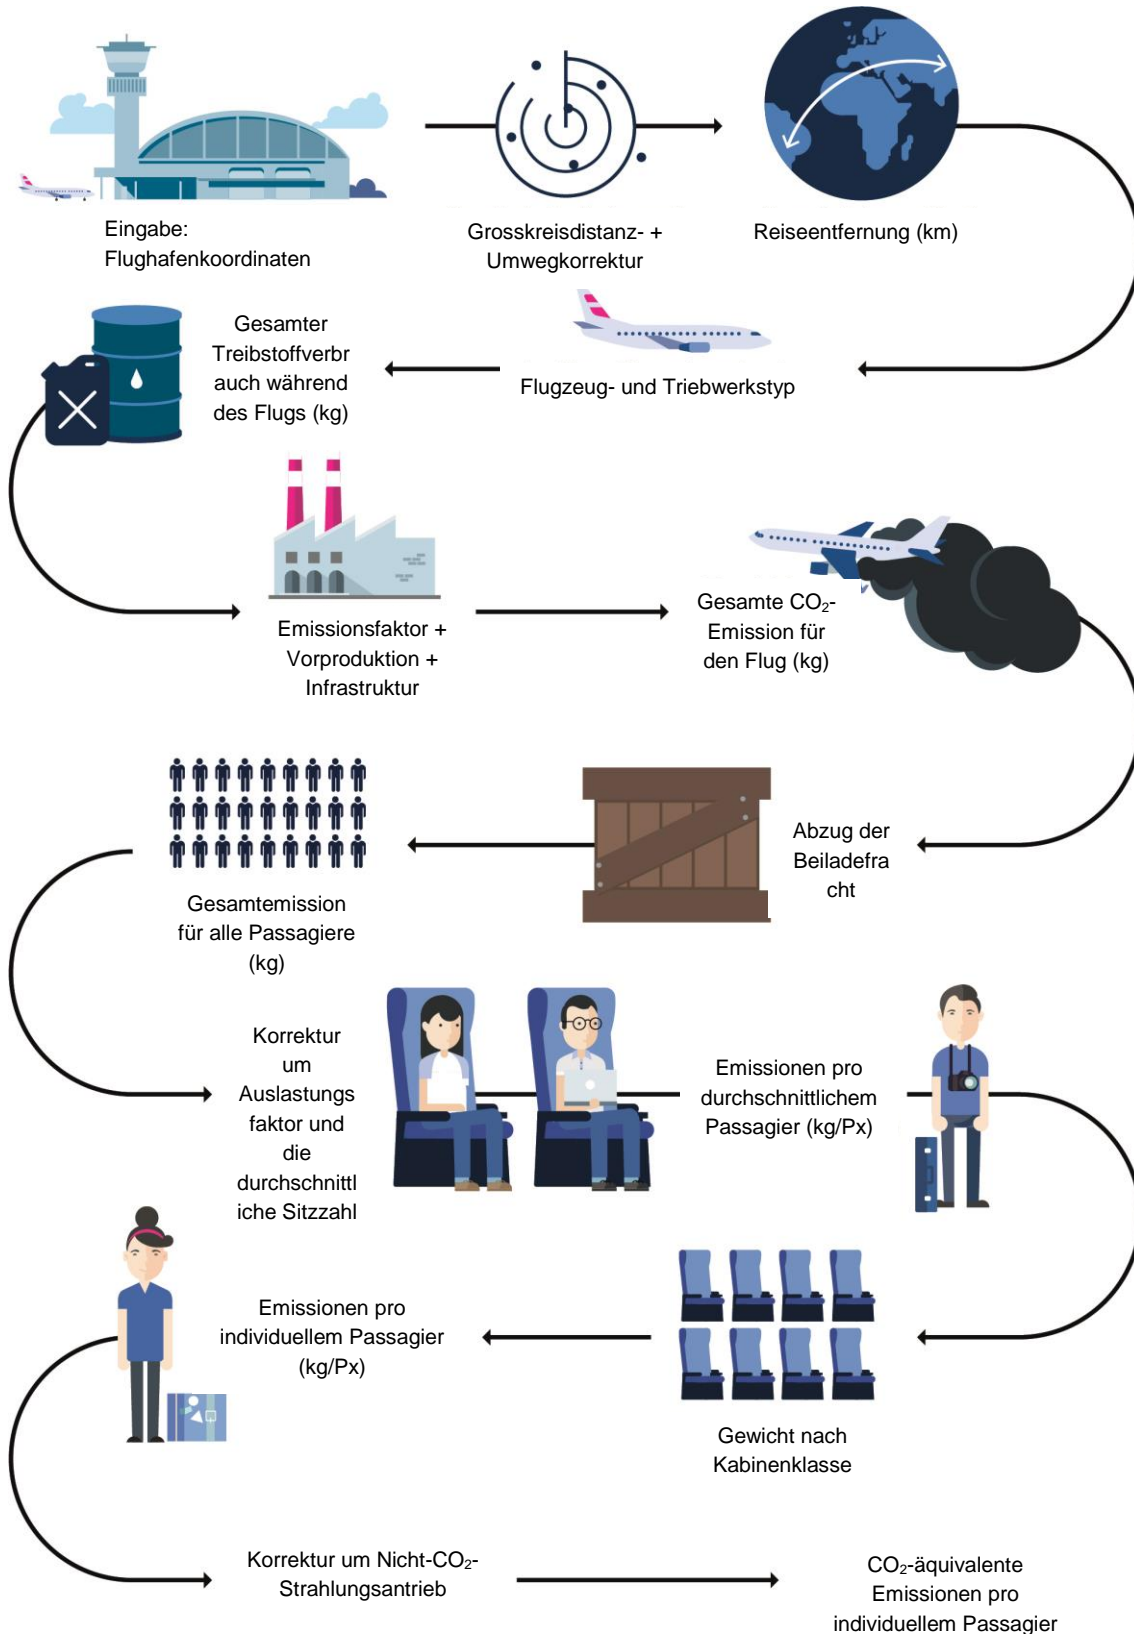 Eingabe:
Flughafenkoordinaten
Grosskreisdistanz- +
Umwegkorrektur
Reiseentfernung (km)
Flugzeug- und Triebwerkstyp
Gesamter
Treibstoffverbr
auch während
des Flugs (kg)
Emissionsfaktor +
Vorproduktion +
Infrastruktur
Gesamte CO₂-
Emission für
den Flug (kg)
Abzug der
Beiladefra
cht
Gesamtemission
für alle Passagiere
(kg)
Korrektur
um
Auslastungs
faktor und
die
durchschnittl
iche Sitzzahl
Emissionen pro
durchschnittlichem
Passagier (kg/Px)
Gewicht nach
Kabinenklasse
Emissionen pro
individuellem Passagier
(kg/Px)
Korrektur um Nicht-CO₂-
Strahlungsantrieb
CO₂-äquivalente
Emissionen pro
individuellem Passagier